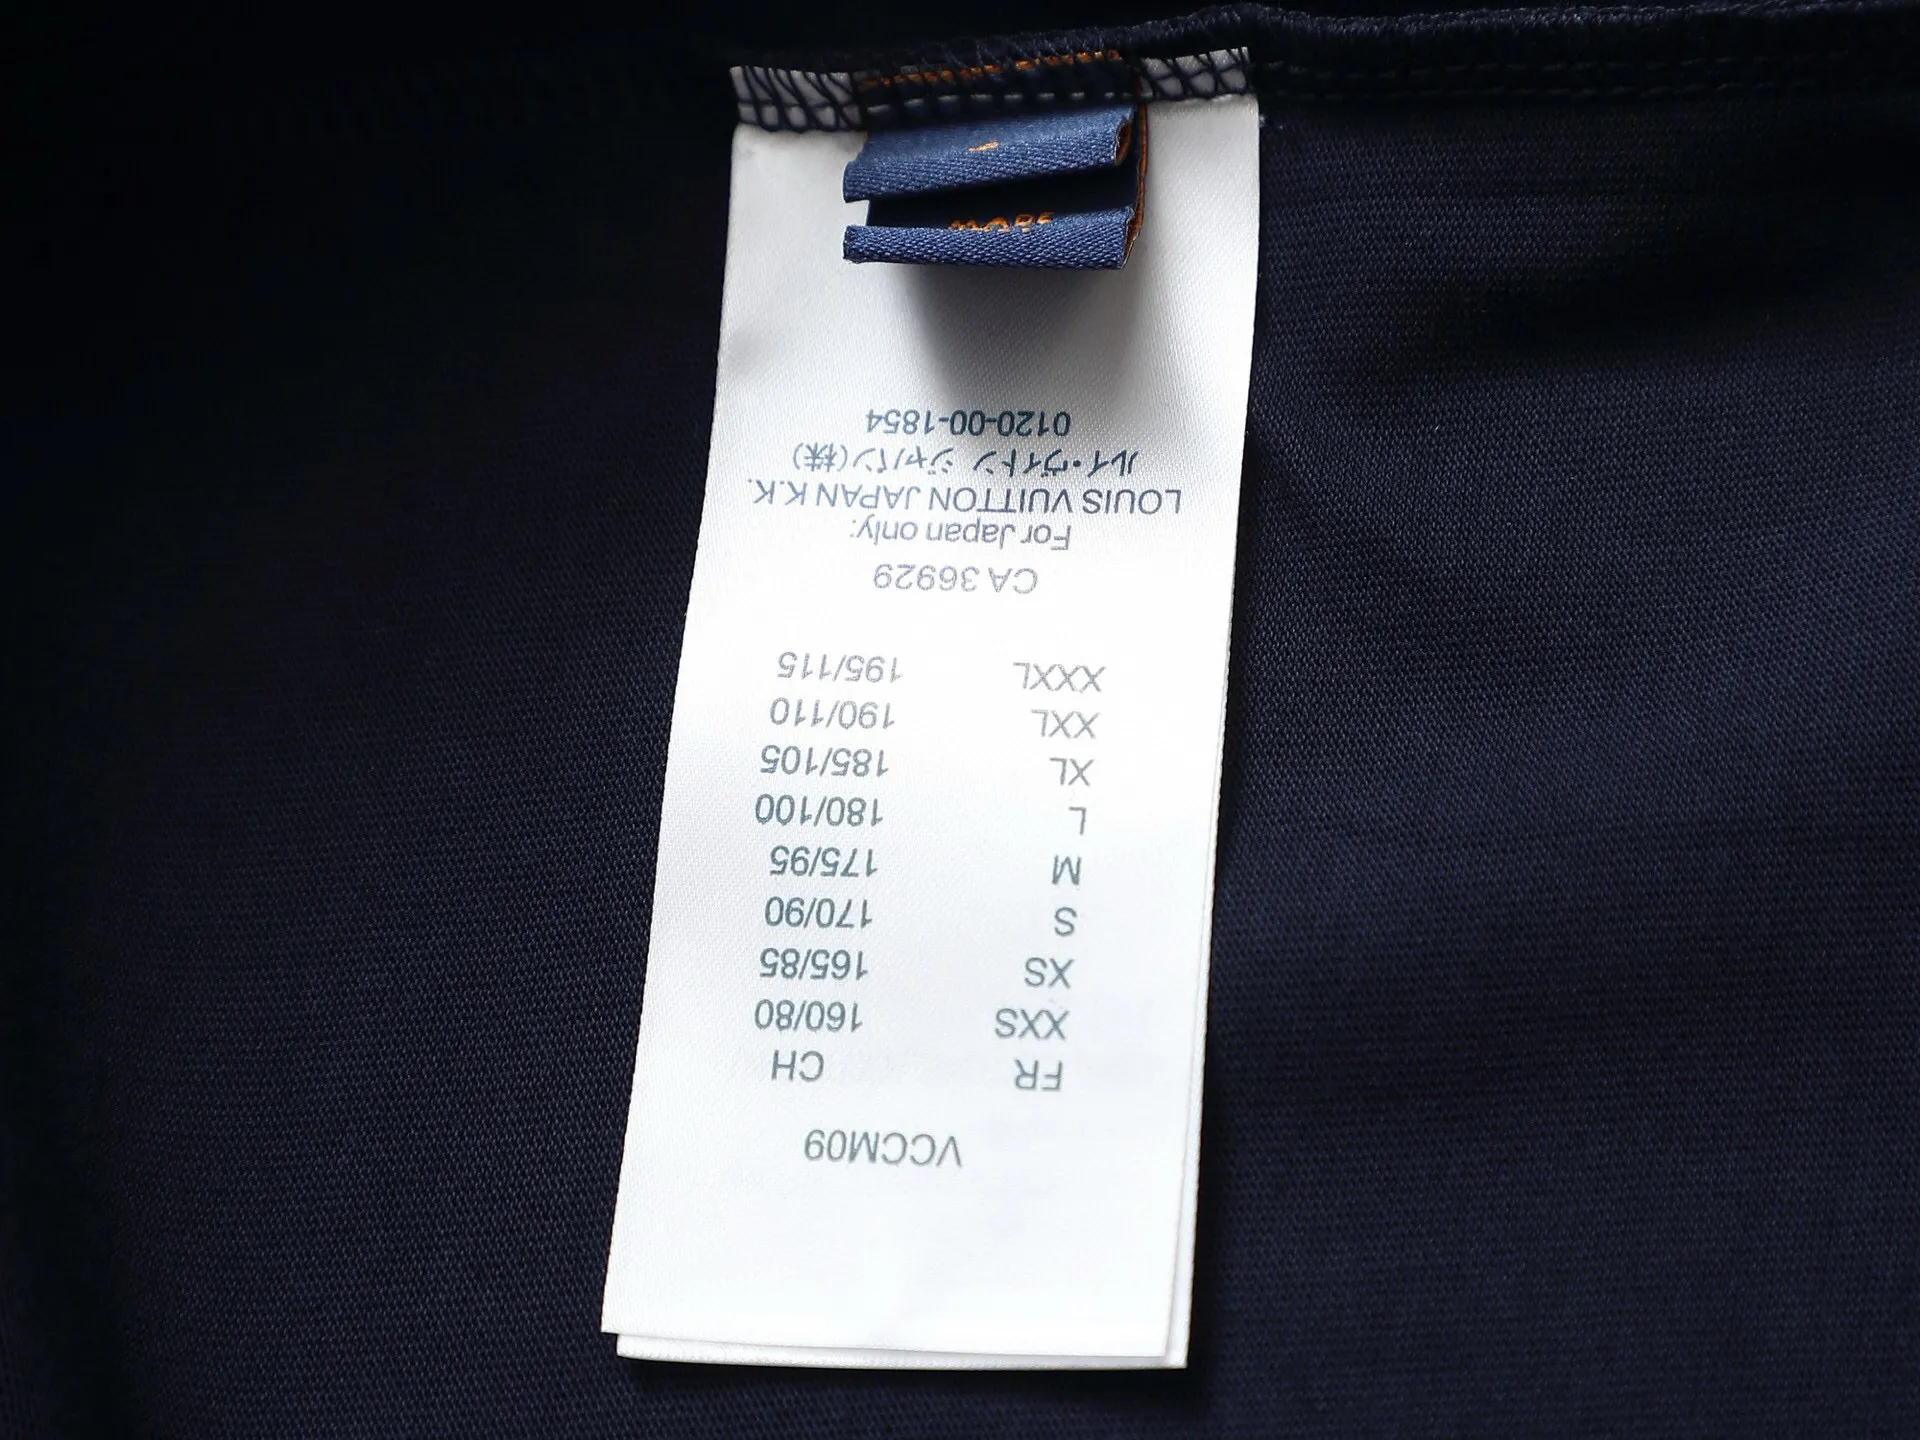 VCCM09
FR CH
XXS 160/80
XS 165/85
S 170/90
M 175/95
L 180/100
XL 185/105
XXL 190/110
XXXL 195/115
CA 36929
For Japan only:
LOUIS VUITTON JAPAN K.K.
ルイ・ヴィトン ジャパン(株)
0120-00-1854